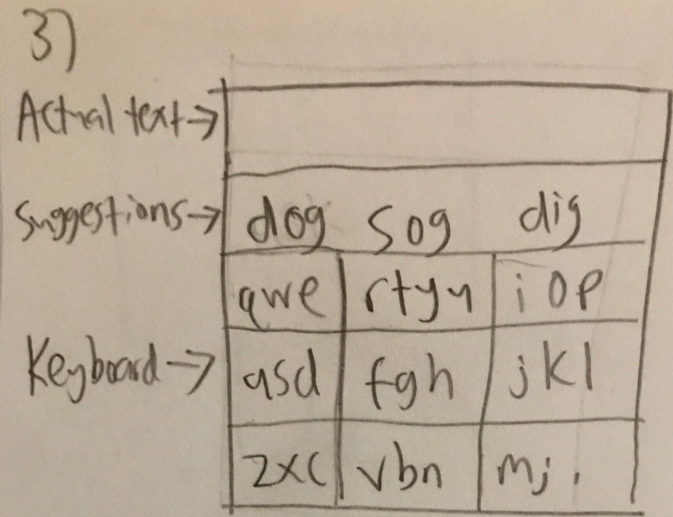 3)
Actual text→
Suggestions→ dog sog dig
qwe rtyu iop
Keyboard→ asd fgh jkl
zxc vbn m; .